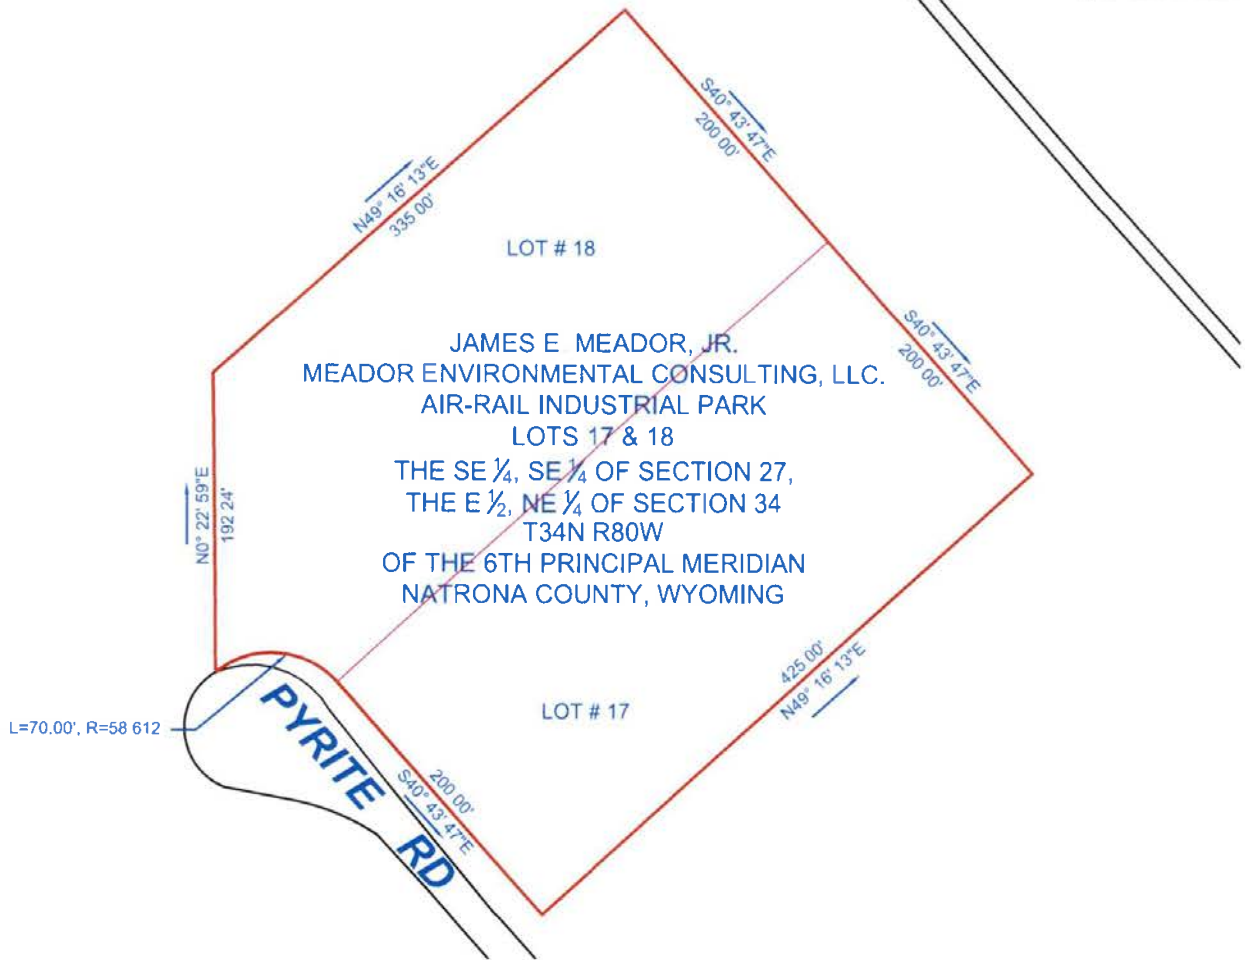 S40° 43' 47"E
200 00'
N49° 16' 13"E
335 00'
LOT # 18
S40° 43' 47"E
200 00'
JAMES E MEADOR, JR.
MEADOR ENVIRONMENTAL CONSULTING, LLC.
AIR-RAIL INDUSTRIAL PARK
LOTS 17 & 18
THE SE ¼, SE ¼ OF SECTION 27,
THE E ½, NE ¼ OF SECTION 34
T34N R80W
OF THE 6TH PRINCIPAL MERIDIAN
NATRONA COUNTY, WYOMING
N0° 22' 59"E
192 24'
425 00'
N49° 16' 13"E
LOT # 17
L=70.00', R=58 612
PYRITE RD
200 00'
S40° 43' 47"E